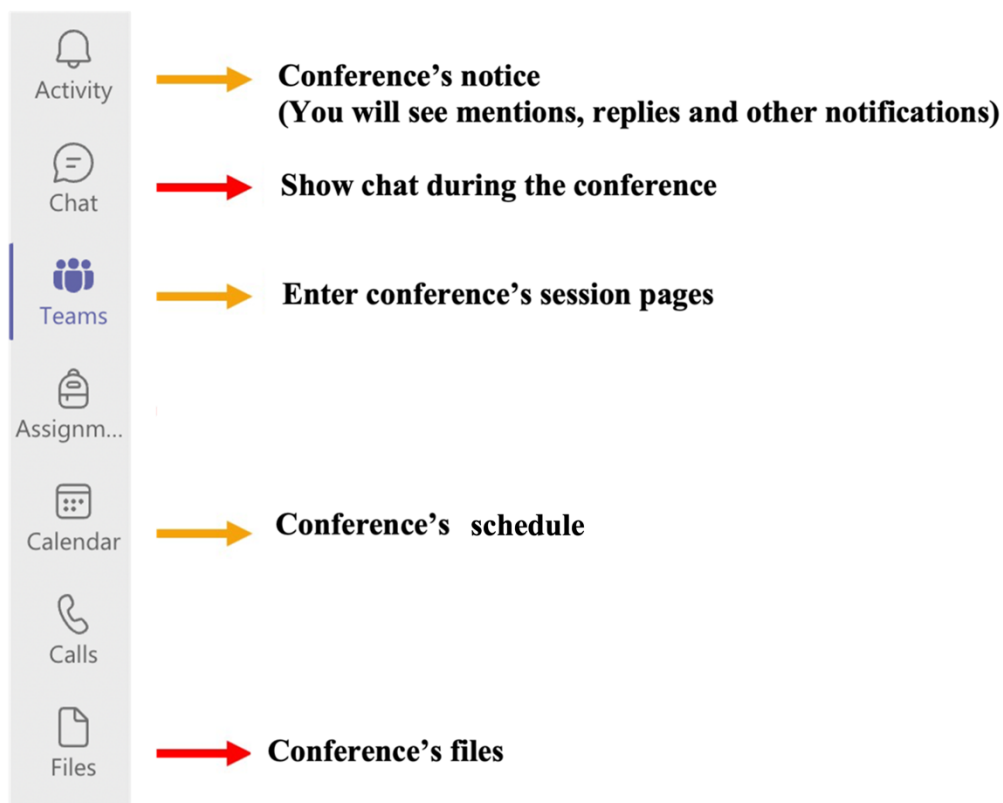 Activity
Conference's notice
(You will see mentions, replies and other notifications)
Chat
Show chat during the conference
Teams
Enter conference's session pages
Assignm...
Calendar
Conference's schedule
Calls
Files
Conference's files